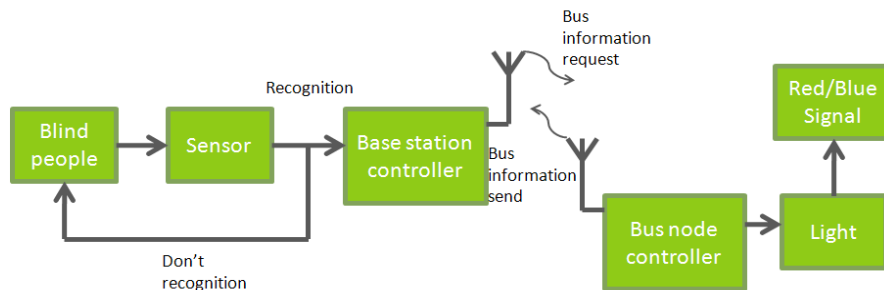 Bus
information
request
Recognition
Blind
people
Sensor
Base station
controller
Red/Blue
Signal
Bus
information
send
Bus node
controller
Light
Don't
recognition